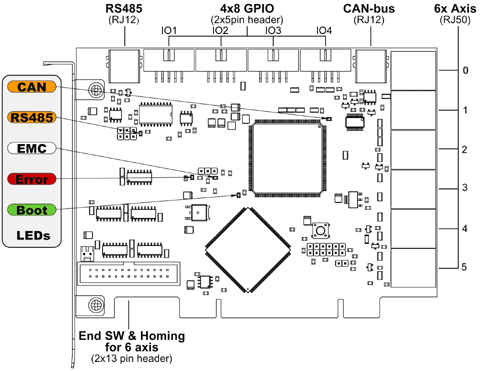 RS485
(RJ12)
4x8 GPIO
(2x5pin header)
CAN-bus
(RJ12)
6x Axis
(RJ50)
IO1
IO2
IO3
IO4
CAN
RS485
EMC
Error
Boot
LEDs
0
1
2
3
4
5
End SW & Homing
for 6 axis
(2x13 pin header)